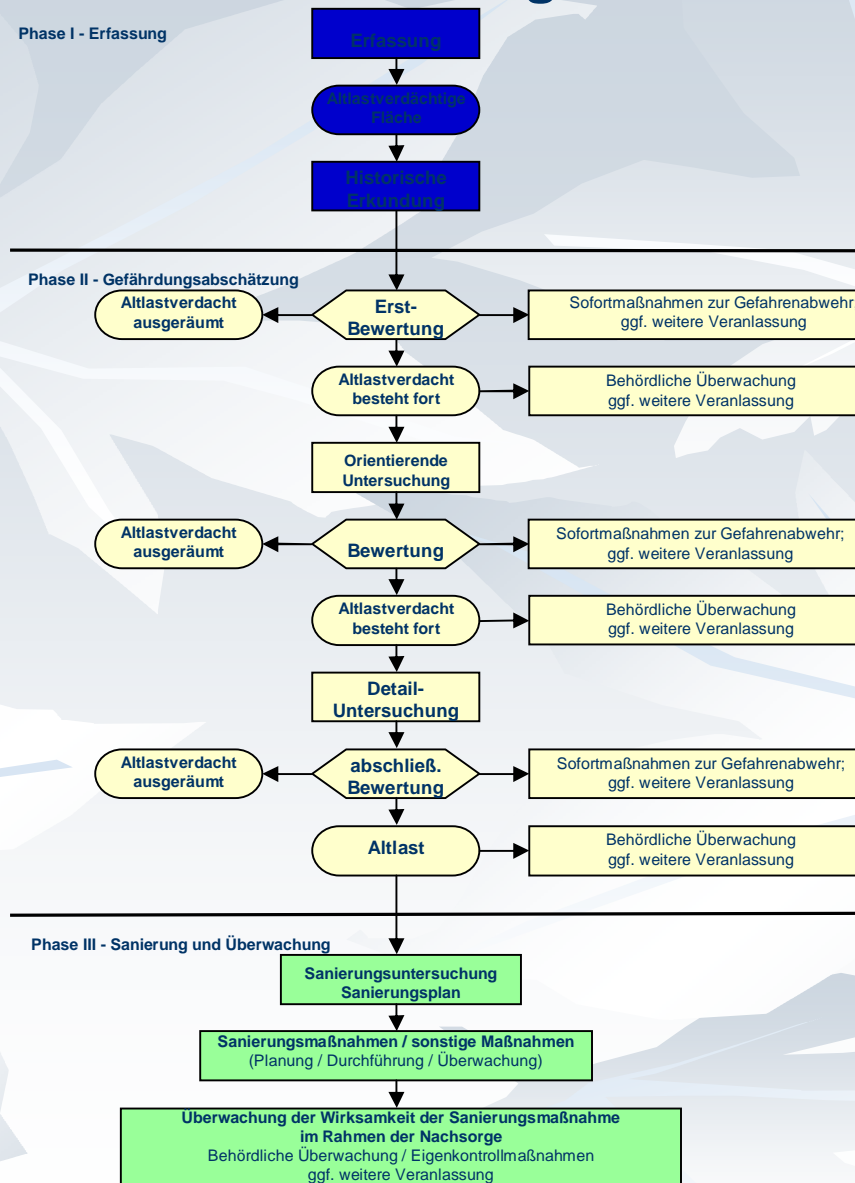 Phase I - Erfassung
Erfassung
Altlastverdächtige
Fläche
Historische
Erkundung
Phase II - Gefährdungsabschätzung
Altlastverdacht
ausgeräumt
Erst-
Bewertung
Sofortmaßnahmen zur Gefahrenabwehr
ggf. weitere Veranlassung
Altlastverdacht
besteht fort
Behördliche Überwachung
ggf. weitere Veranlassung
Orientierende
Untersuchung
Altlastverdacht
ausgeräumt
Bewertung
Sofortmaßnahmen zur Gefahrenabwehr;
ggf. weitere Veranlassung
Altlastverdacht
besteht fort
Behördliche Überwachung
ggf. weitere Veranlassung
Detail-
Untersuchung
Altlastverdacht
ausgeräumt
abschließ.
Bewertung
Sofortmaßnahmen zur Gefahrenabwehr;
ggf. weitere Veranlassung
Altlast
Behördliche Überwachung
ggf. weitere Veranlassung
Phase III - Sanierung und Überwachung
Sanierungsuntersuchung
Sanierungsplan
Sanierungsmaßnahmen / sonstige Maßnahmen
(Planung / Durchführung / Überwachung)
Überwachung der Wirksamkeit der Sanierungsmaßnahme
im Rahmen der Nachsorge
Behördliche Überwachung / Eigenkontrollmaßnahmen
ggf. weitere Veranlassung